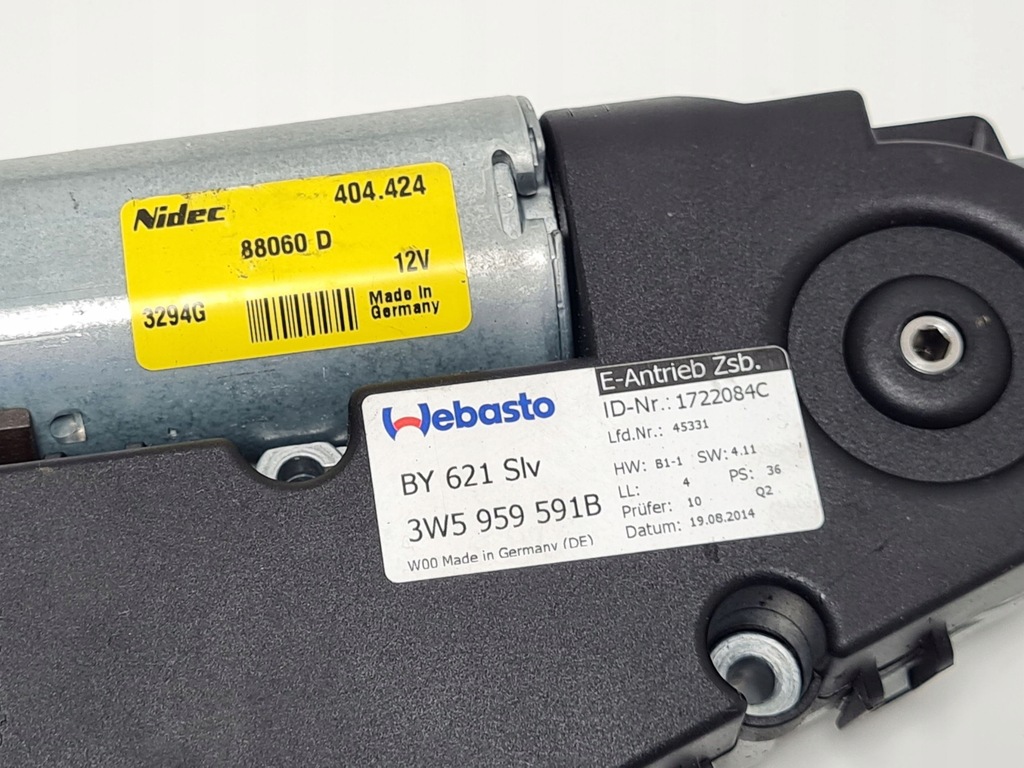 Nidec 404.424
88060 D
12V
3294G Made in
Germany
Webasto
BY 621 Slv
3W5 959 591B
W00 Made in Germany (DE)
E-Antrieb Zsb.
ID-Nr.: 1722084C
Lfd.Nr.: 45331
HW: B1-1 SW: 4.11
LL: 4 PS: 36
Prüfer: 10 Q2
Datum: 19.08.2014